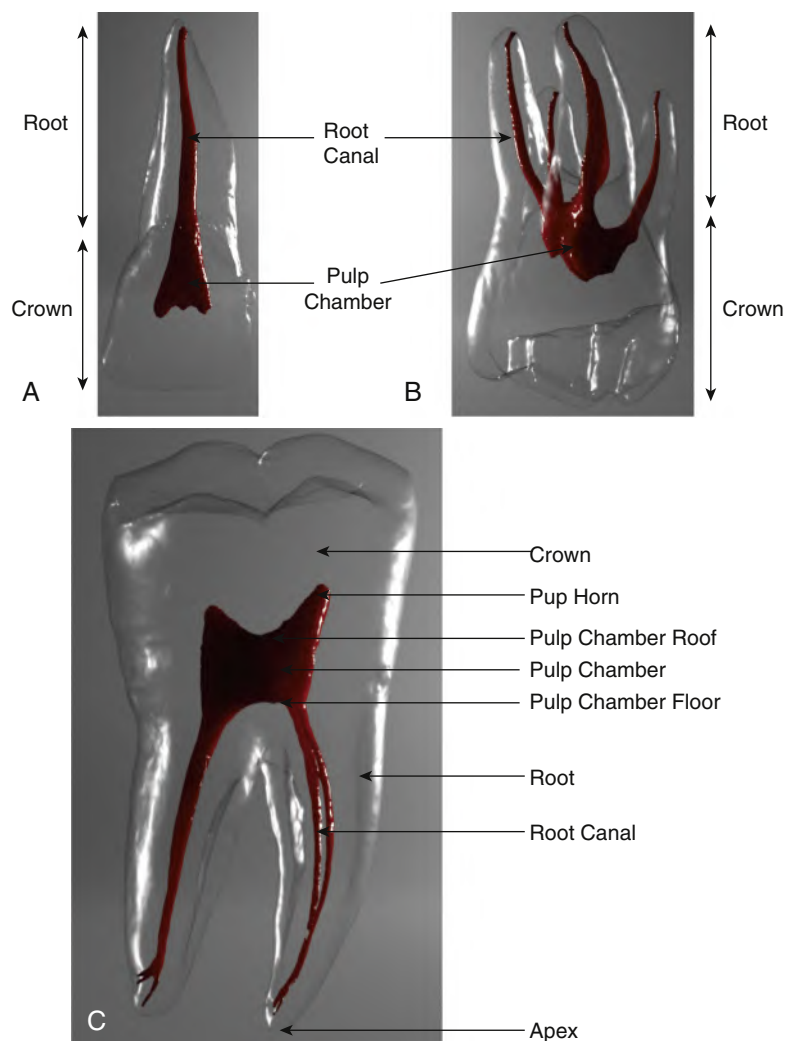 Root
Root
Canal
Root
Crown
Pulp
Chamber
Crown
A
B
Crown
Pup Horn
Pulp Chamber Roof
Pulp Chamber
Pulp Chamber Floor
Root
Root Canal
C
Apex